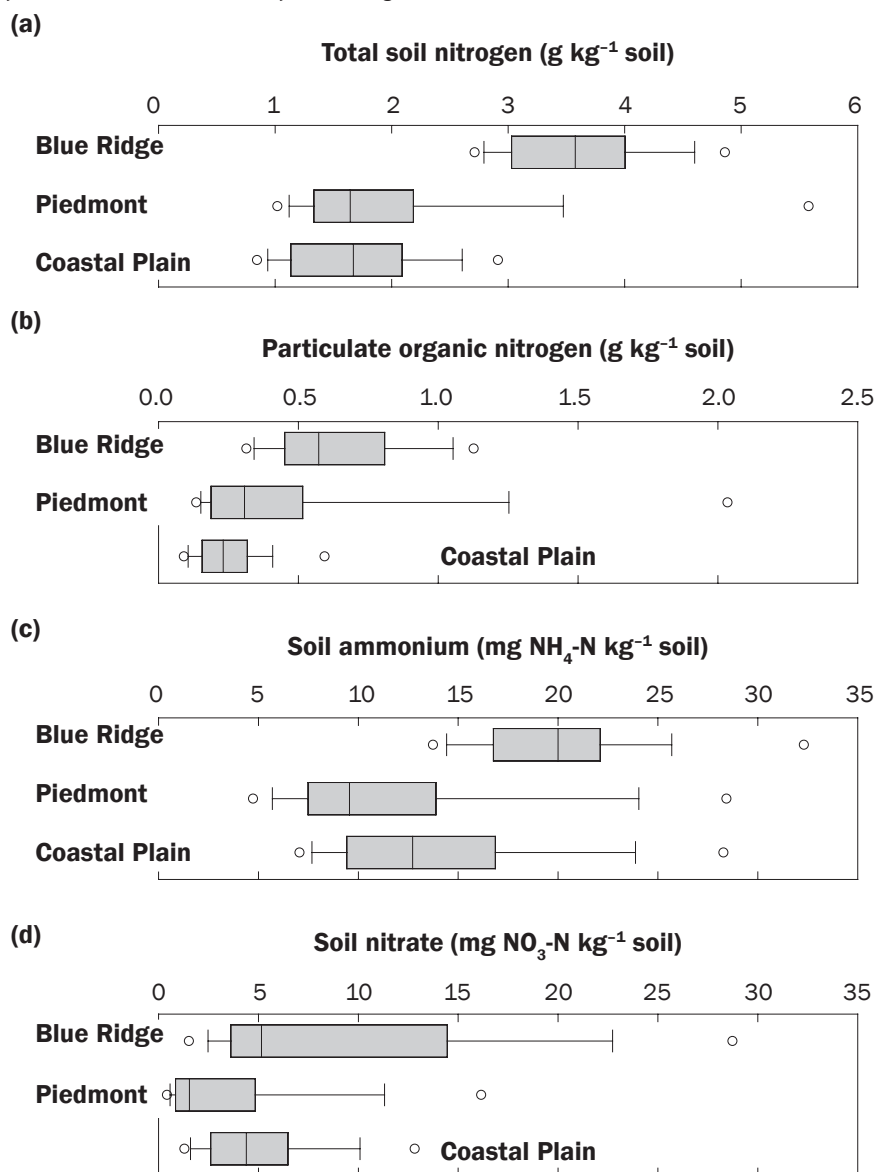 (a)
Total soil nitrogen (g kg⁻¹ soil)
0 1 2 3 4 5 6
Blue Ridge
Piedmont
Coastal Plain
(b)
Particulate organic nitrogen (g kg⁻¹ soil)
0.0 0.5 1.0 1.5 2.0 2.5
Blue Ridge
Piedmont
Coastal Plain
(c)
Soil ammonium (mg NH₄-N kg⁻¹ soil)
0 5 10 15 20 25 30 35
Blue Ridge
Piedmont
Coastal Plain
(d)
Soil nitrate (mg NO₃-N kg⁻¹ soil)
0 5 10 15 20 25 30 35
Blue Ridge
Piedmont
Coastal Plain